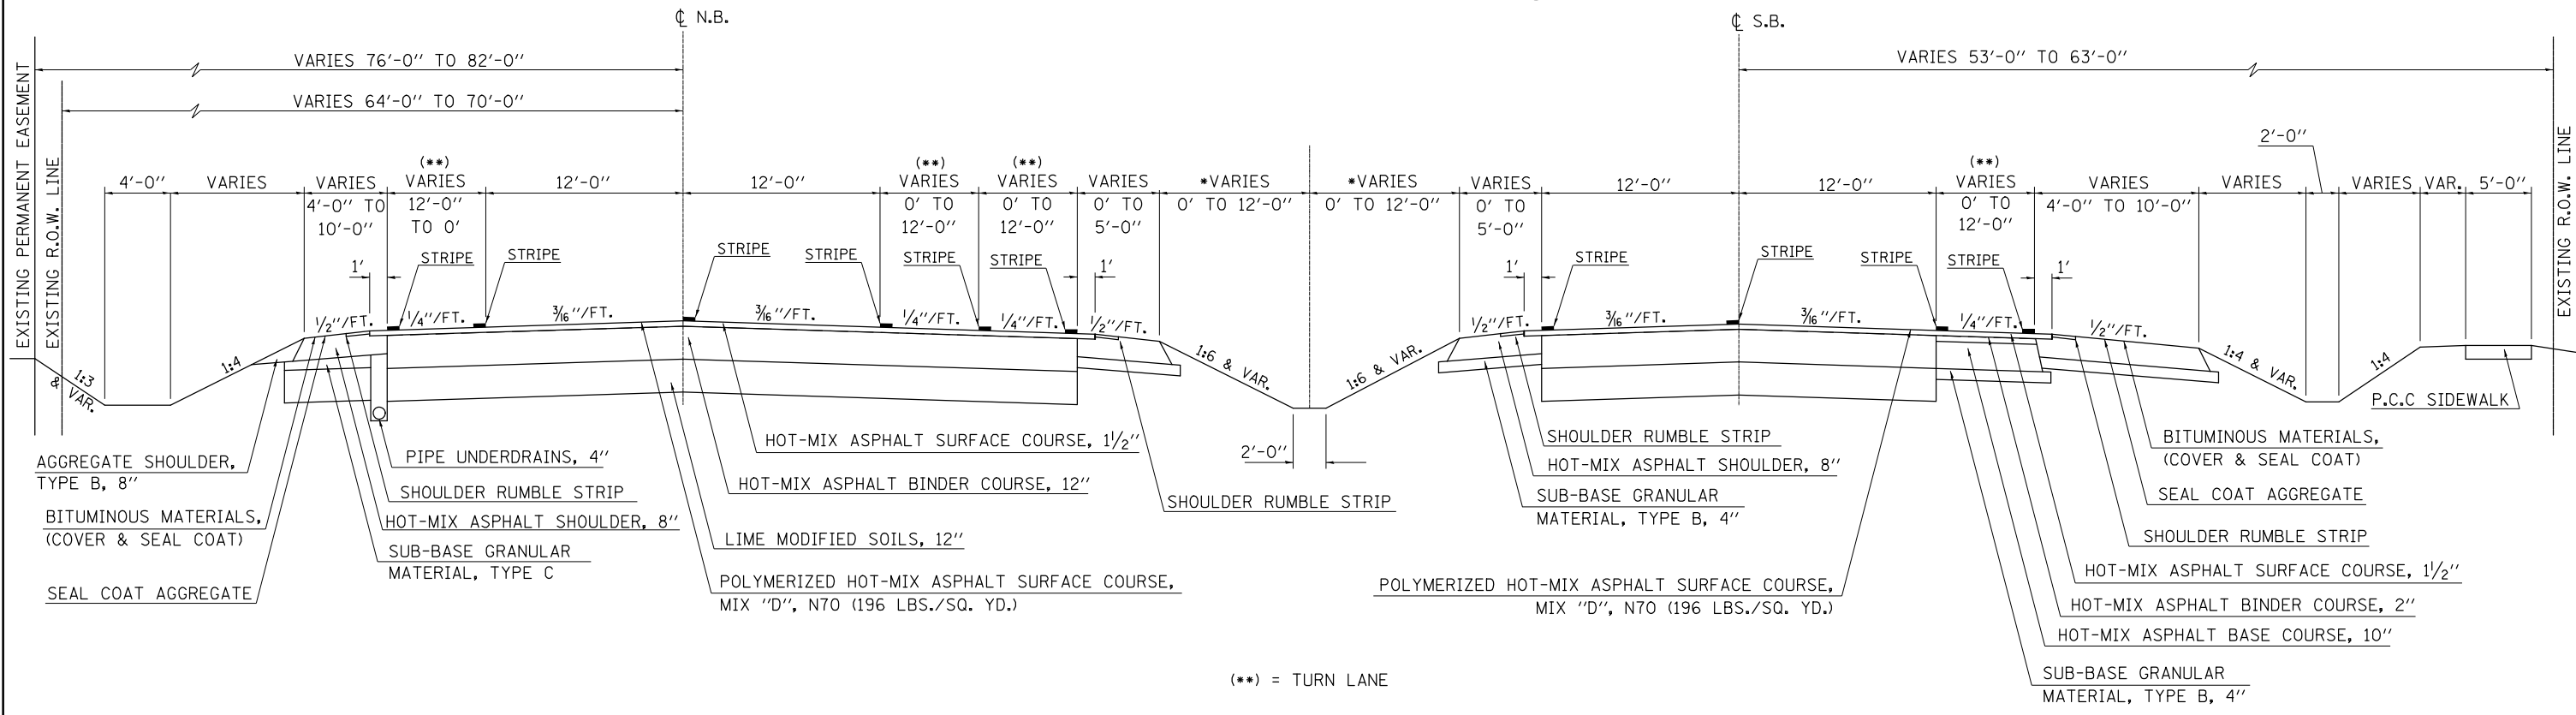 ℄ N.B.
℄ S.B.
VARIES 76'-0" TO 82'-0"
VARIES 53'-0" TO 63'-0"
VARIES 64'-0" TO 70'-0"
EXISTING PERMANENT EASEMENT
EXISTING R.O.W. LINE
EXISTING R.O.W. LINE
4'-0"
VARIES
VARIES
4'-0" TO
10'-0"
(**)
VARIES
12'-0"
TO 0'
12'-0"
12'-0"
(**)
VARIES
0' TO
12'-0"
(**)
VARIES
0' TO
12'-0"
VARIES
0' TO
5'-0"
*VARIES
0' TO 12'-0"
*VARIES
0' TO 12'-0"
VARIES
0' TO
5'-0"
12'-0"
12'-0"
(**)
VARIES
0' TO
12'-0"
VARIES
4'-0" TO 10'-0"
VARIES
2'-0"
VARIES
VAR.
5'-0"
1'
STRIPE
STRIPE
STRIPE
STRIPE
STRIPE
STRIPE
1'
1'
STRIPE
STRIPE
STRIPE
STRIPE
1'
1:3
& VAR.
1:4
1/2"/FT.
1/4"/FT.
3/16"/FT.
3/16"/FT.
1/4"/FT.
1/4"/FT.
1/2"/FT.
1:6 & VAR.
1:6 & VAR.
1/2"/FT.
3/16"/FT.
3/16"/FT.
1/4"/FT.
1/2"/FT.
1:4 & VAR.
1:4
P.C.C SIDEWALK
2'-0"
AGGREGATE SHOULDER,
TYPE B, 8"
BITUMINOUS MATERIALS,
(COVER & SEAL COAT)
SEAL COAT AGGREGATE
PIPE UNDERDRAINS, 4"
SHOULDER RUMBLE STRIP
HOT-MIX ASPHALT SHOULDER, 8"
SUB-BASE GRANULAR
MATERIAL, TYPE C
HOT-MIX ASPHALT SURFACE COURSE, 1 1/2"
HOT-MIX ASPHALT BINDER COURSE, 12"
LIME MODIFIED SOILS, 12"
POLYMERIZED HOT-MIX ASPHALT SURFACE COURSE,
MIX "D", N70 (196 LBS./SQ. YD.)
SHOULDER RUMBLE STRIP
SHOULDER RUMBLE STRIP
HOT-MIX ASPHALT SHOULDER, 8"
SUB-BASE GRANULAR
MATERIAL, TYPE B, 4"
POLYMERIZED HOT-MIX ASPHALT SURFACE COURSE,
MIX "D", N70 (196 LBS./SQ. YD.)
BITUMINOUS MATERIALS,
(COVER & SEAL COAT)
SEAL COAT AGGREGATE
SHOULDER RUMBLE STRIP
HOT-MIX ASPHALT SURFACE COURSE, 1 1/2"
HOT-MIX ASPHALT BINDER COURSE, 2"
HOT-MIX ASPHALT BASE COURSE, 10"
SUB-BASE GRANULAR
MATERIAL, TYPE B, 4"
(**) = TURN LANE